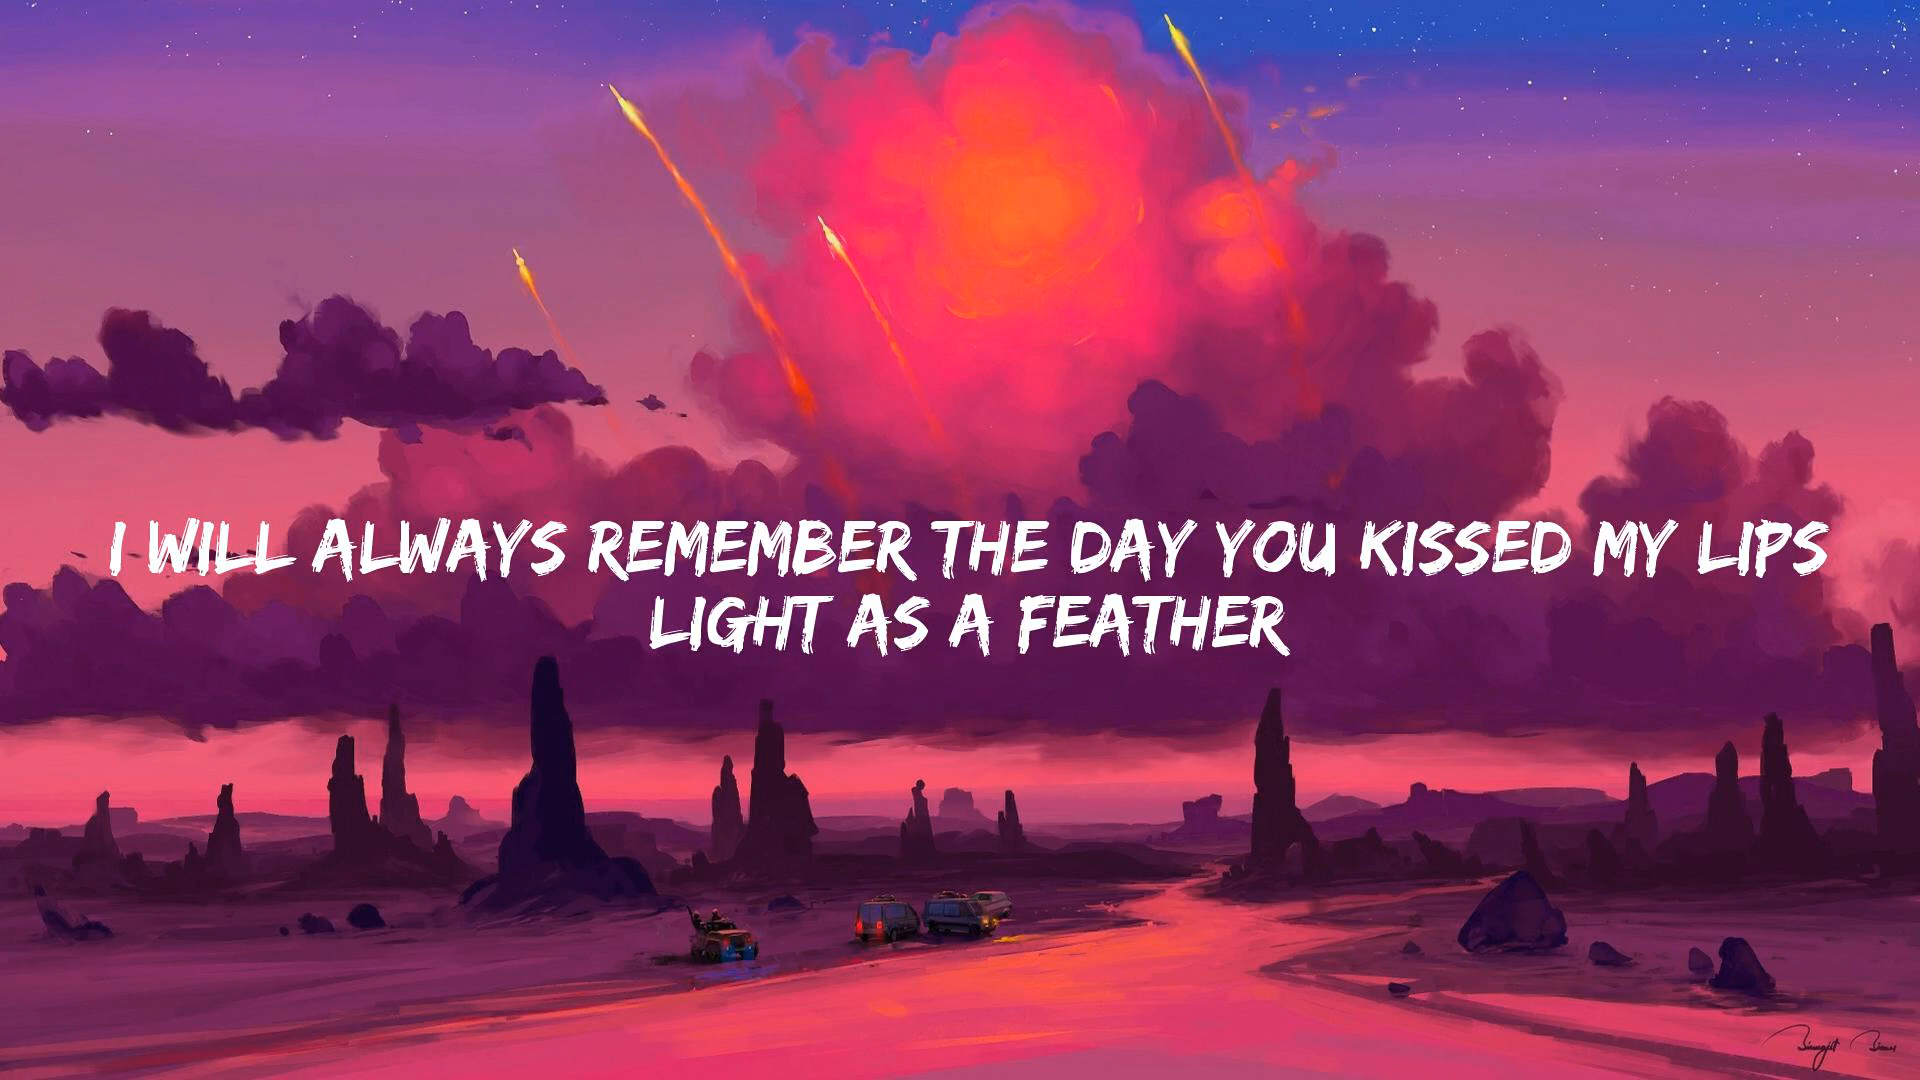 I WILL ALWAYS REMEMBER THE DAY YOU KISSED MY LIPS
LIGHT AS A FEATHER